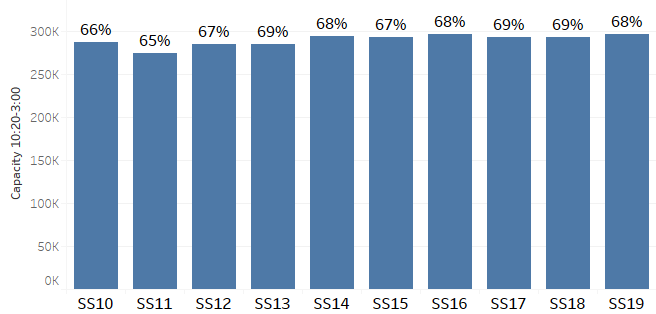 66% 65% 67% 69% 68% 67% 68% 69% 69% 68%
300K
250K
200K
150K
100K
50K
0K
Capacity 10:20-3:00
SS10 SS11 SS12 SS13 SS14 SS15 SS16 SS17 SS18 SS19